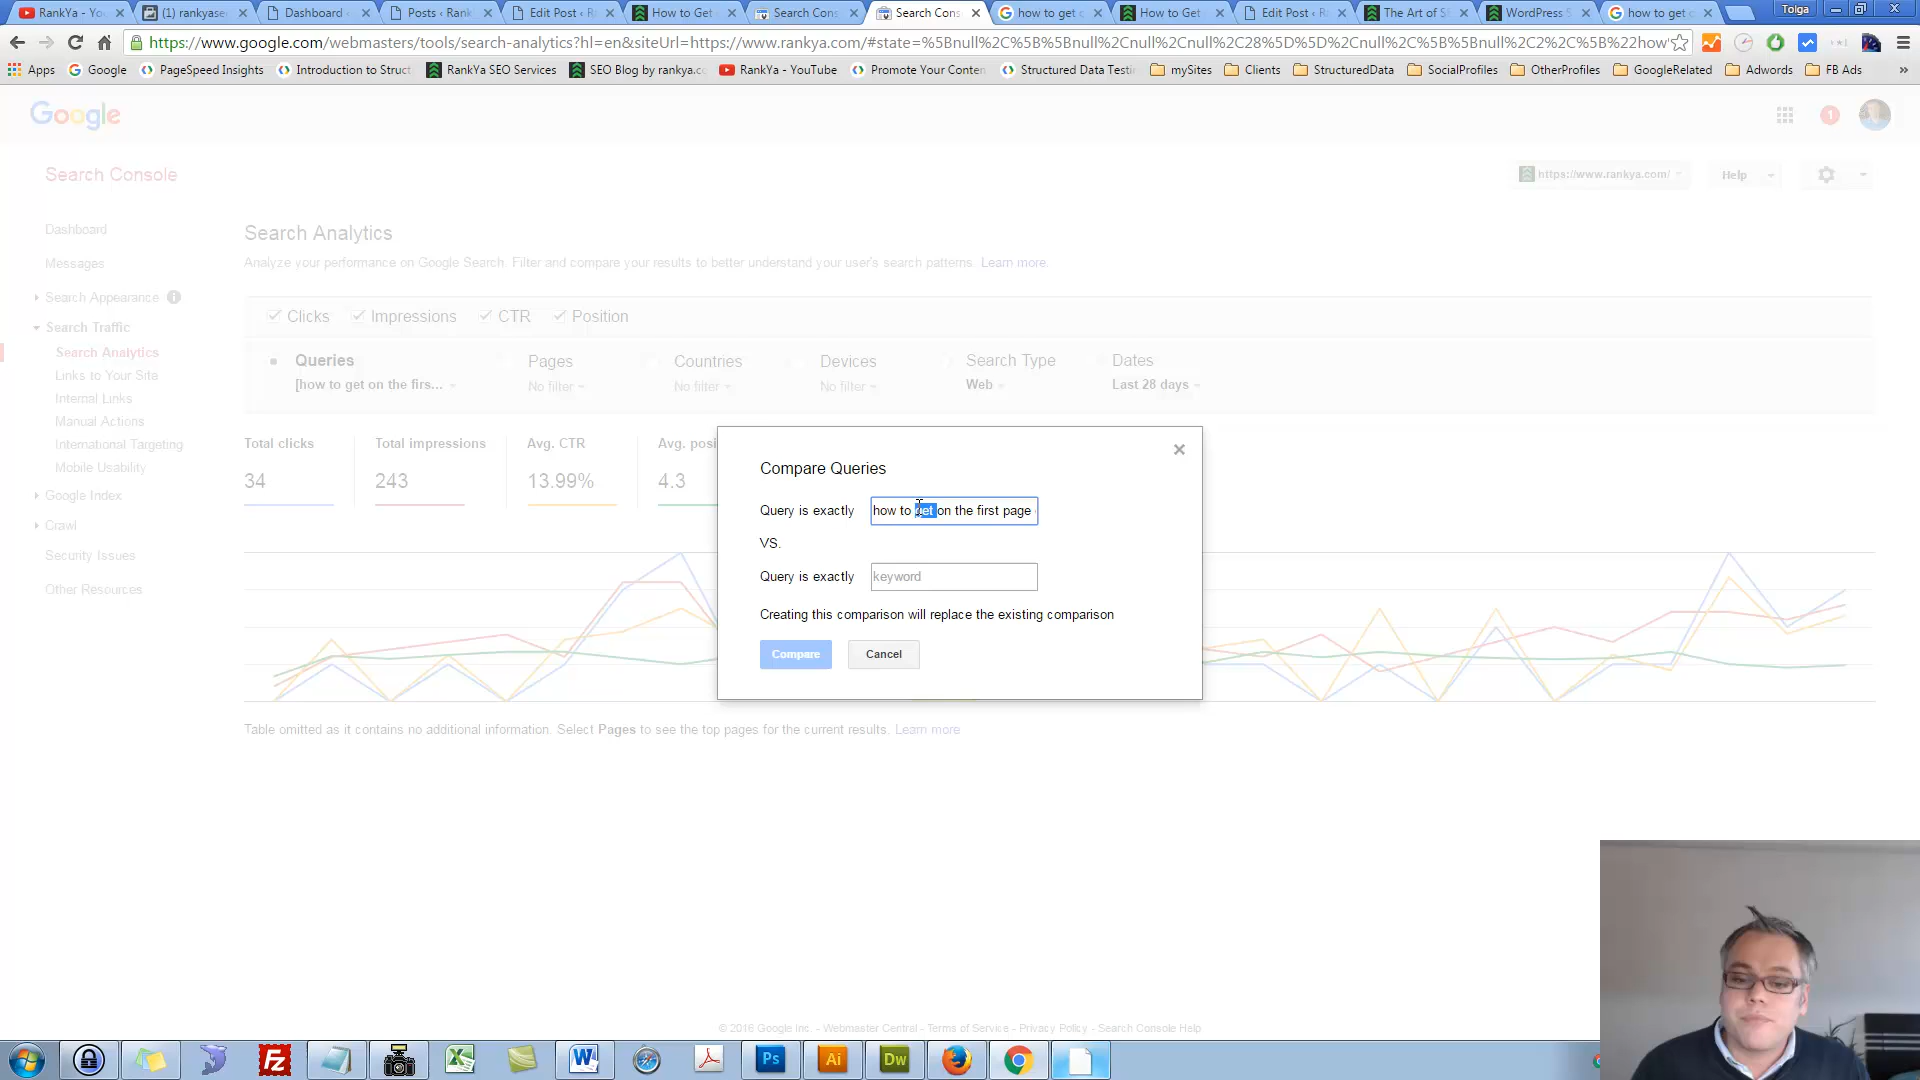 RankYa - Yo
(1) rankyase
Dashboard
Posts ‹ Rank
Edit Post ‹ R
How to Get
Search Cons
Search Cons
how to get o
How to Get
Edit Post ‹ R
The Art of S
WordPress S
how to get o
Tolga
https://www.google.com/webmasters/tools/search-analytics?hl=en&siteUrl=https://www.rankya.com/#state=%5Bnull%2C%5B%5Bnull%2Cnull%2Cnull%2C28%5D%5D%2Cnull%2C%5B%5Bnull%2C2%2C%5B%22how'
Apps
Google
PageSpeed Insights
Introduction to Struct
RankYa SEO Services
SEO Blog by rankya.co
RankYa - YouTube
Promote Your Conten
Structured Data Testi
mySites
Clients
StructuredData
SocialProfiles
OtherProfiles
GoogleRelated
Adwords
FB Ads
»
Google
1
Search Console
https://www.rankya.com/
Help
Dashboard
Messages
Search Appearance
Search Traffic
Search Analytics
Links to Your Site
Internal Links
Manual Actions
International Targeting
Mobile Usability
Google Index
Crawl
Security Issues
Other Resources
Search Analytics
Analyze your performance on Google Search. Filter and compare your results to better understand your user's search patterns. Learn more.
Clicks Impressions CTR Position
Queries Pages Countries Devices Search Type Dates
[how to get on the firs... No filter No filter No filter Web Last 28 days
Total clicks Total impressions Avg. CTR Avg. posi
34 243 13.99% 4.3
Compare Queries
Query is exactly how to get on the first page
VS.
Query is exactly keyword
Creating this comparison will replace the existing comparison
Compare Cancel
Table omitted as it contains no additional information. Select Pages to see the top pages for the current results. Learn more
© 2016 Google Inc. - Webmaster Central - Terms of Service - Privacy Policy - Search Console Help
Fz
W
Ps
Ai
Dw